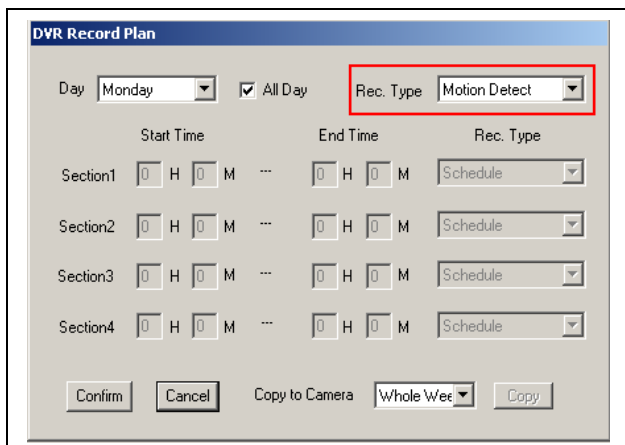 DVR Record Plan
Day Monday All Day Rec. Type Motion Detect
Start Time End Time Rec. Type
Section1 0 H 0 M --- 0 H 0 M Schedule
Section2 0 H 0 M --- 0 H 0 M Schedule
Section3 0 H 0 M --- 0 H 0 M Schedule
Section4 0 H 0 M --- 0 H 0 M Schedule
Confirm Cancel Copy to Camera Whole Wee Copy